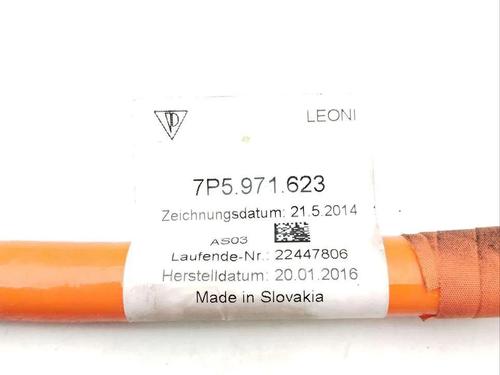 LEONI
7P5.971.623
Zeichnungsdatum: 21.5.2014
AS03
Laufende-Nr.: 22447806
Herstelldatum: 20.01.2016
Made in Slovakia